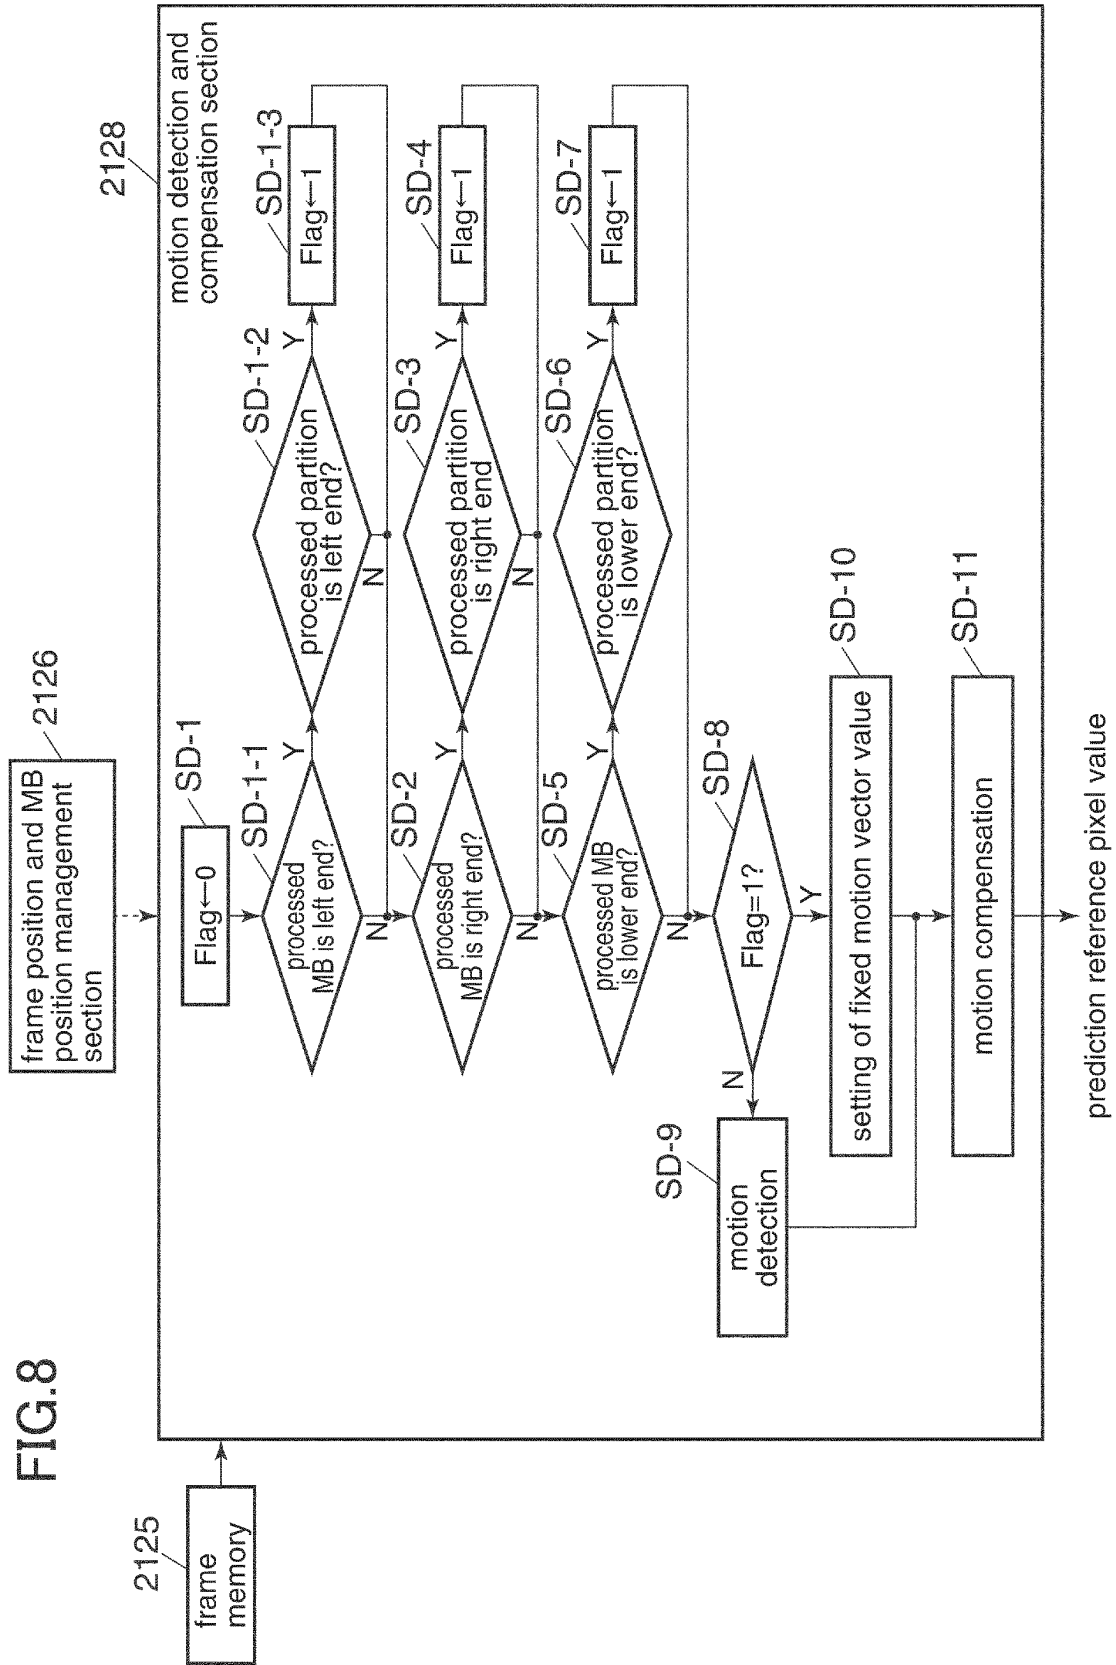 FIG.8
2125
frame
memory
frame position and MB
position management
section
2126
2128
motion detection and
compensation section
SD-1
Flag←0
SD-1-1
processed
MB is left end?
Y
N
SD-1-2
processed partition
is left end?
Y
N
SD-1-3
Flag←1
SD-2
processed
MB is right end?
Y
N
SD-3
processed partition
is right end
Y
N
SD-4
Flag←1
SD-5
processed MB
is lower end?
Y
N
SD-6
processed partition
is lower end?
Y
SD-7
Flag←1
SD-8
Flag=1?
N
Y
SD-9
motion
detection
SD-10
setting of fixed motion vector value
SD-11
motion compensation
prediction reference pixel value